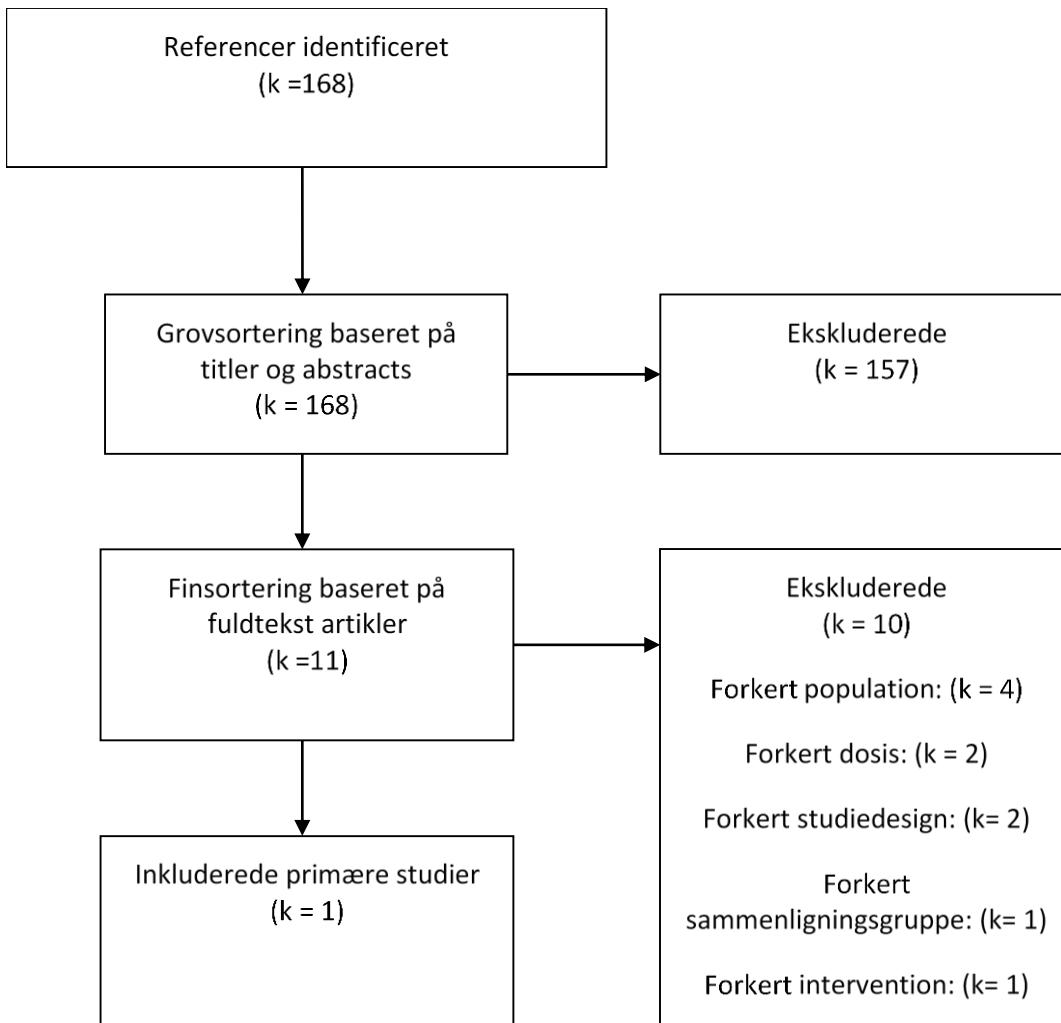 Referencer identificeret
(k =168)
Grovsortering baseret på
titler og abstracts
(k = 168)
Ekskluderede
(k = 157)
Finsortering baseret på
fuldtekst artikler
(k =11)
Ekskluderede
(k = 10)
Forkert population: (k = 4)
Forkert dosis: (k = 2)
Forkert studiedesign: (k= 2)
Forkert
sammenligningsgruppe: (k= 1)
Forkert intervention: (k= 1)
Inkluderede primære studier
(k = 1)